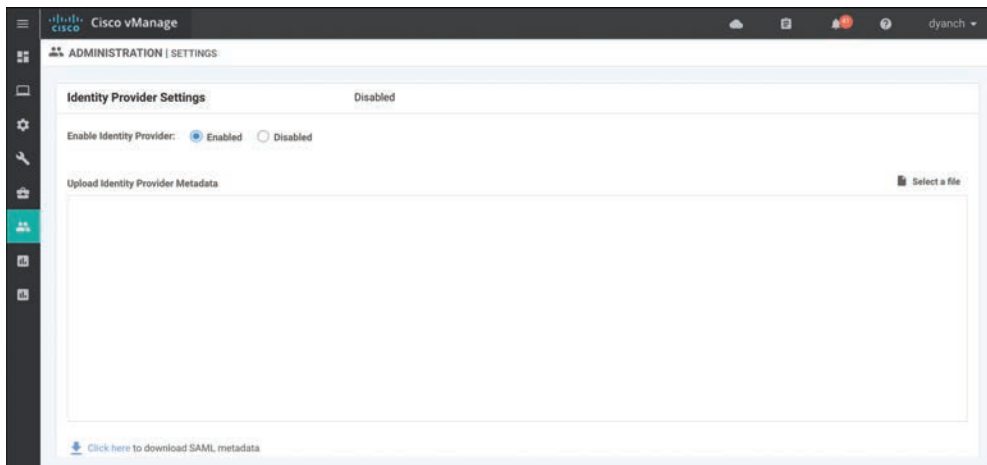 CISCO Cisco vManage dyanch
ADMINISTRATION | SETTINGS
Identity Provider Settings Disabled
Enable Identity Provider: Enabled Disabled
Upload Identity Provider Metadata Select a file
Click here to download SAML metadata